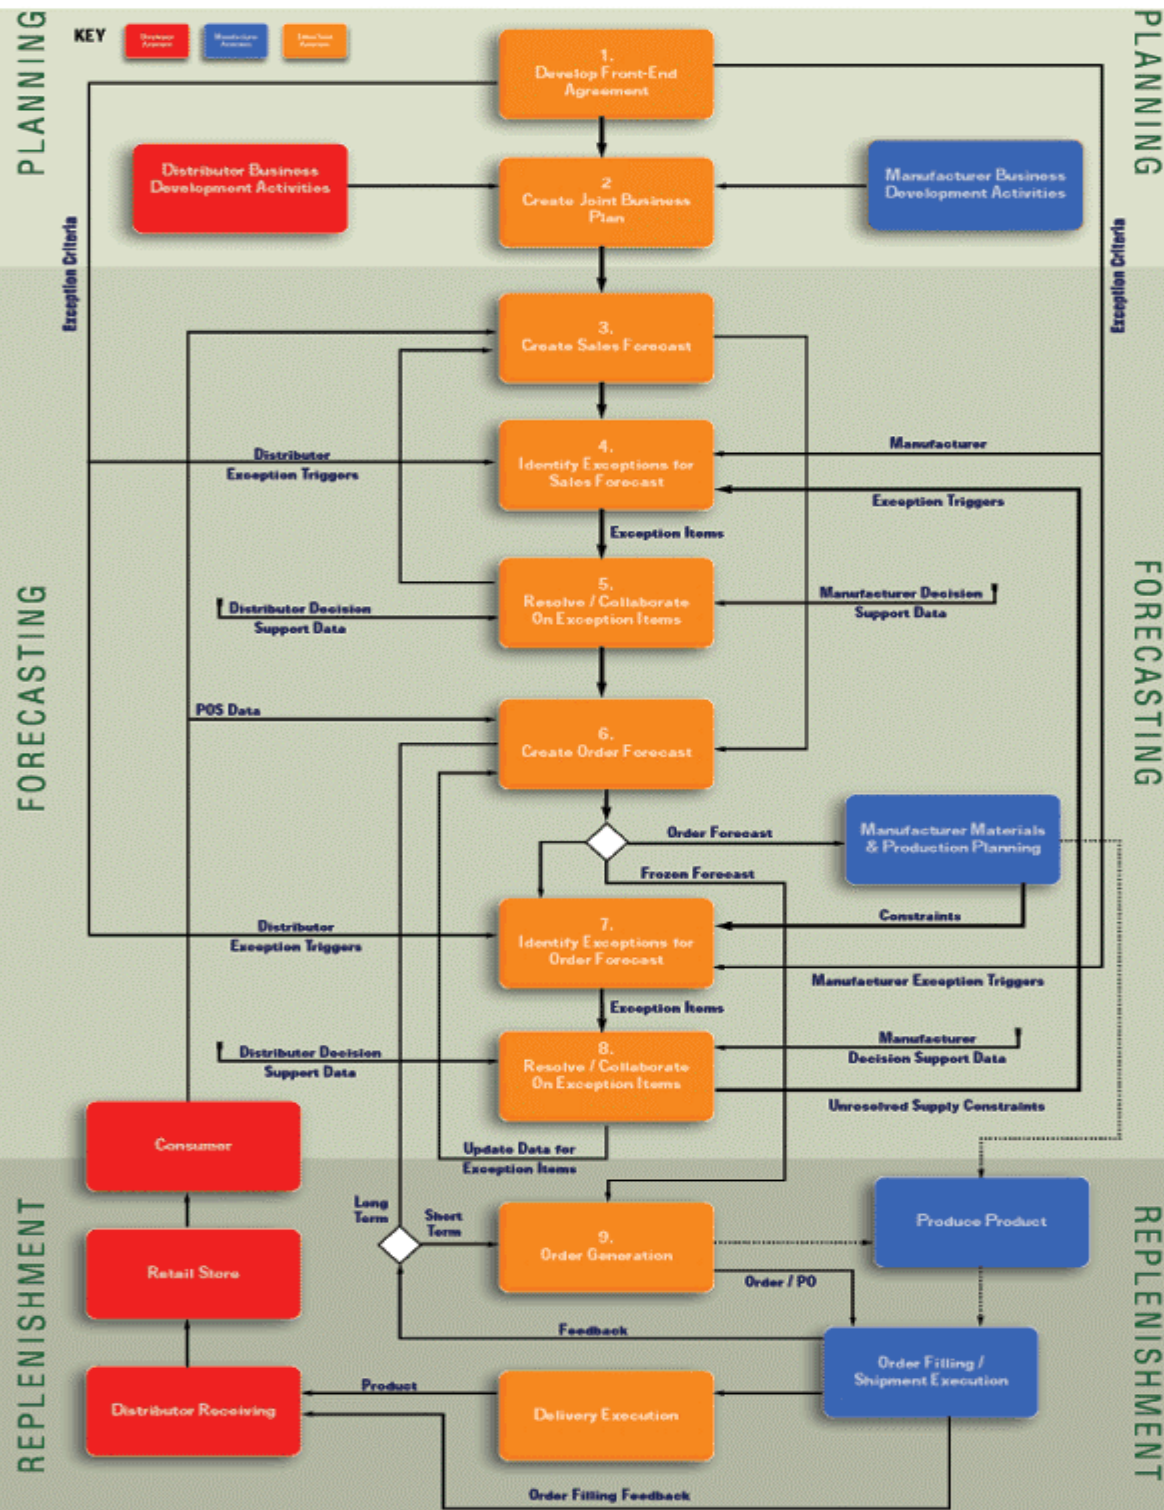 PLANNING
KEY
Distributor
Activities
Manufacturer
Activities
1.
Develop Front-End
Agreement
PLANNING
Distributor Business
Development Activities
2
Create Joint Business
Plan
Manufacturer Business
Development Activities
Exception Criteria
Exception Criteria
3.
Create Sales Forecast
Distributor
Exception Triggers
4.
Identify Exceptions for
Sales Forecast
Manufacturer
Exception Triggers
Exception Items
FORECASTING
FORECASTING
Distributor Decision
Support Data
5.
Resolve / Collaborate
On Exception Items
Manufacturer Decision
Support Data
POS Data
6.
Create Order Forecast
Order Forecast
Manufacturer Materials
& Production Planning
Frozen Forecast
Distributor
Exception Triggers
7.
Identify Exceptions for
Order Forecast
Constraints
Manufacturer Exception Triggers
Exception Items
Distributor Decision
Support Data
8.
Resolve / Collaborate
On Exception Items
Manufacturer
Decision Support Data
Unresolved Supply Constraints
Update Data for
Exception Items
REPLENISHMENT
REPLENISHMENT
Consumer
Retail Store
Distributor Receiving
Long
Term
Short
Term
9.
Order Generation
Order / PO
Produce Product
Feedback
Order Filling /
Shipment Execution
Product
Delivery Execution
Order Filling Feedback